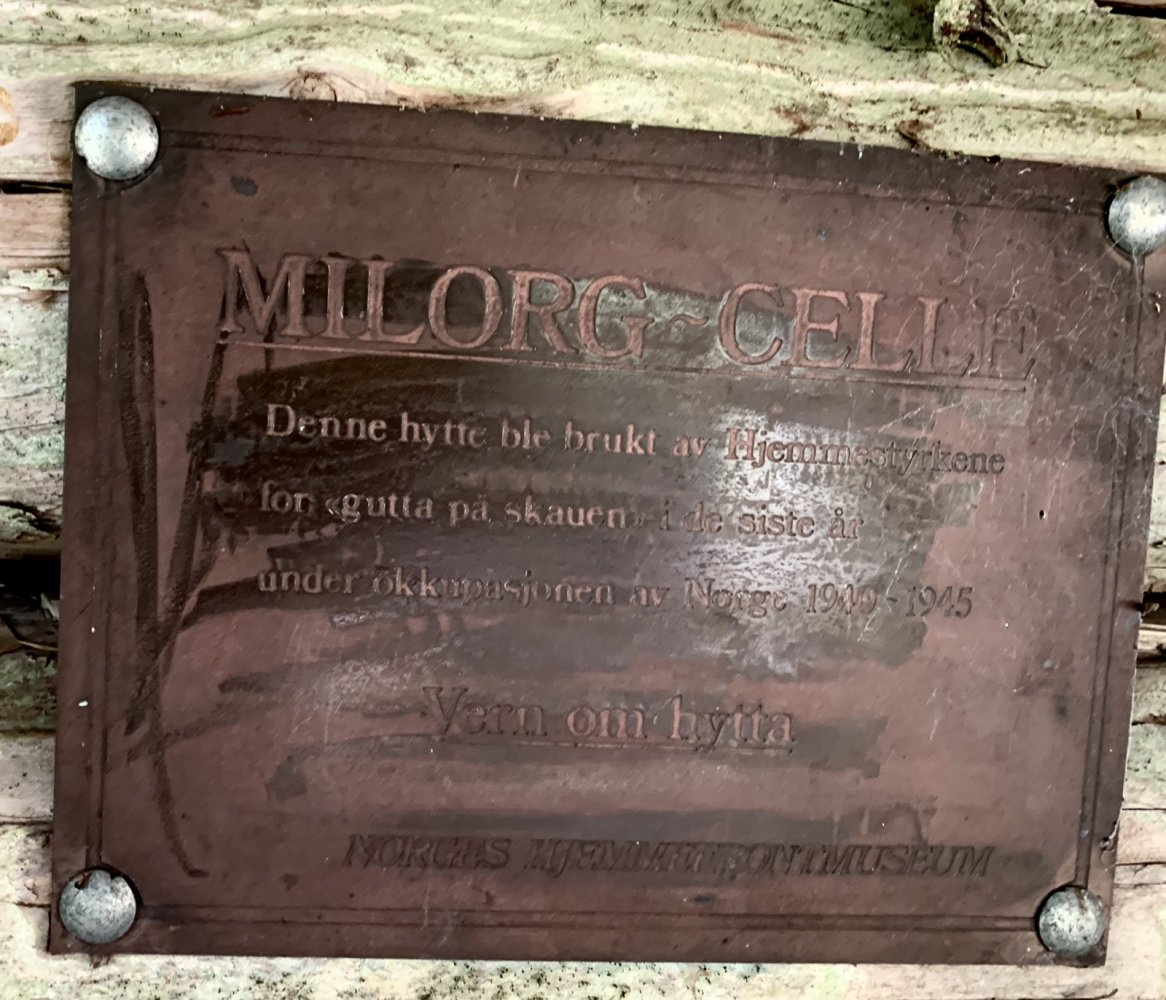 MILORG ~ CELLE
Denne hytte ble brukt av Hjemmestyrkene
for «gutta på skauen» i de siste år
under okkupasjonen av Norge 1940 - 1945
Vern om hytta
NORGES HJEMMEFRONTMUSEUM